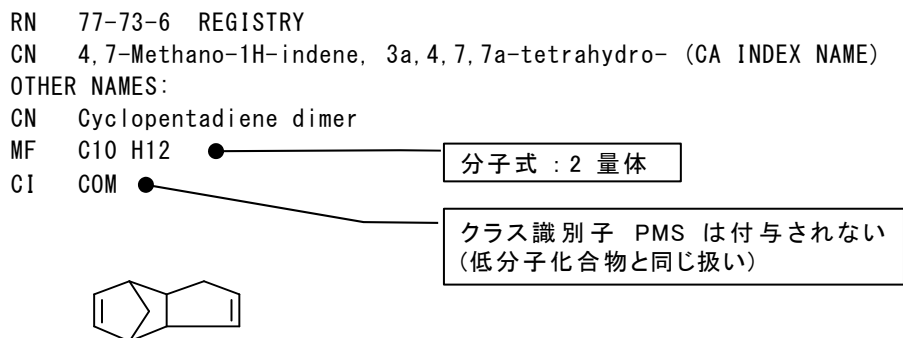 RN 77-73-6 REGISTRY
CN 4,7-Methano-1H-indene, 3a,4,7,7a-tetrahydro- (CA INDEX NAME)
OTHER NAMES:
CN Cyclopentadiene dimer
MF C10 H12
分子式 : 2 量体
CI COM
クラス識別子 PMS は付与されない
(低分子化合物と同じ扱い)